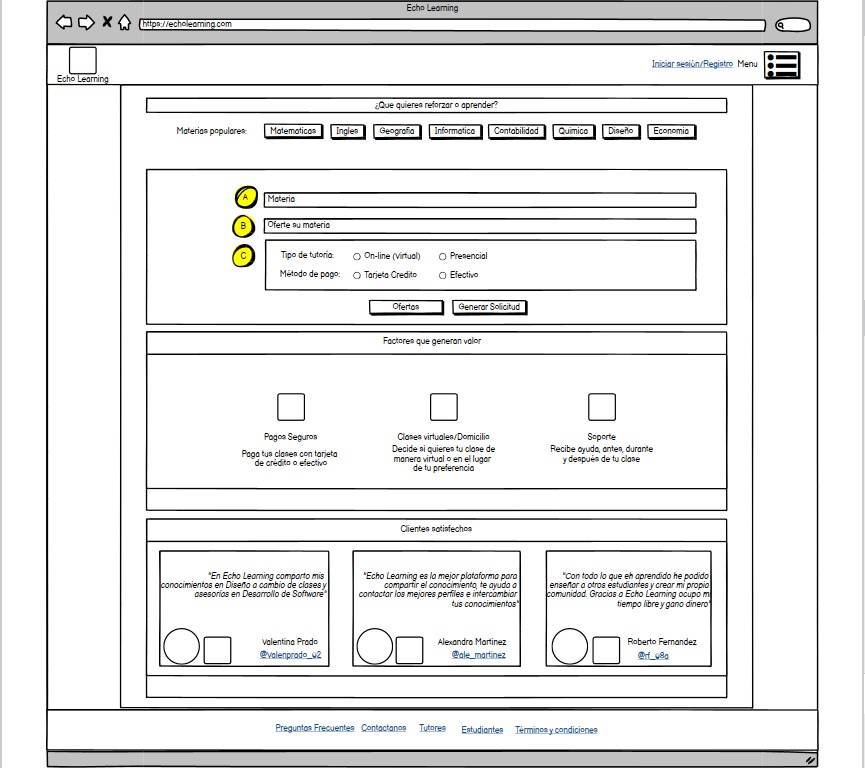 Echo Learning
https://echolearning.com
Echo Learning
Iniciar sesión/Registro Menu
¿Que quieres reforzar o aprender?
Materias populares: Matematicas Ingles Geografia Informatica Contabilidad Quimica Diseño Economia
A Materia
B Oferte su materia
C
Tipo de tutoria: On-line (Virtual) Presencial
Método de pago: Tarjeta Credito Efectivo
Ofertas Generar Solicitud
Factores que generan valor
Pagos Seguros
Paga tus clases con tarjeta
de crédito o efectivo
Clases virtuales/Domicilio
Decide si quieres tu clase de
manera virtual o en el lugar
de tu preferencia
Soporte
Recibe ayuda, antes, durante
y después de tu clase
Clientes satisfechos
"En Echo Learning comparto mis
conocimientos en Diseño a cambio de clases y
asesorías en Desarrollo de Software"
Valentina Prado
@valenprado_02
"Echo Learning es la mejor plataforma para
compartir el conocimiento, te ayuda a
contactar los mejores perfiles e intercambiar
tus conocimientos"
Alexandra Martinez
@ale_martinez
"Con todo lo que eh aprendido he podido
enseñar a otros estudiantes y crear mi propia
comunidad. Gracias a Echo Learning ocupo mi
tiempo libre y gano dinero"
Roberto Fernandez
@rf_08a
Preguntas Frecuentes Contactanos Tutores Estudiantes Términos y condiciones